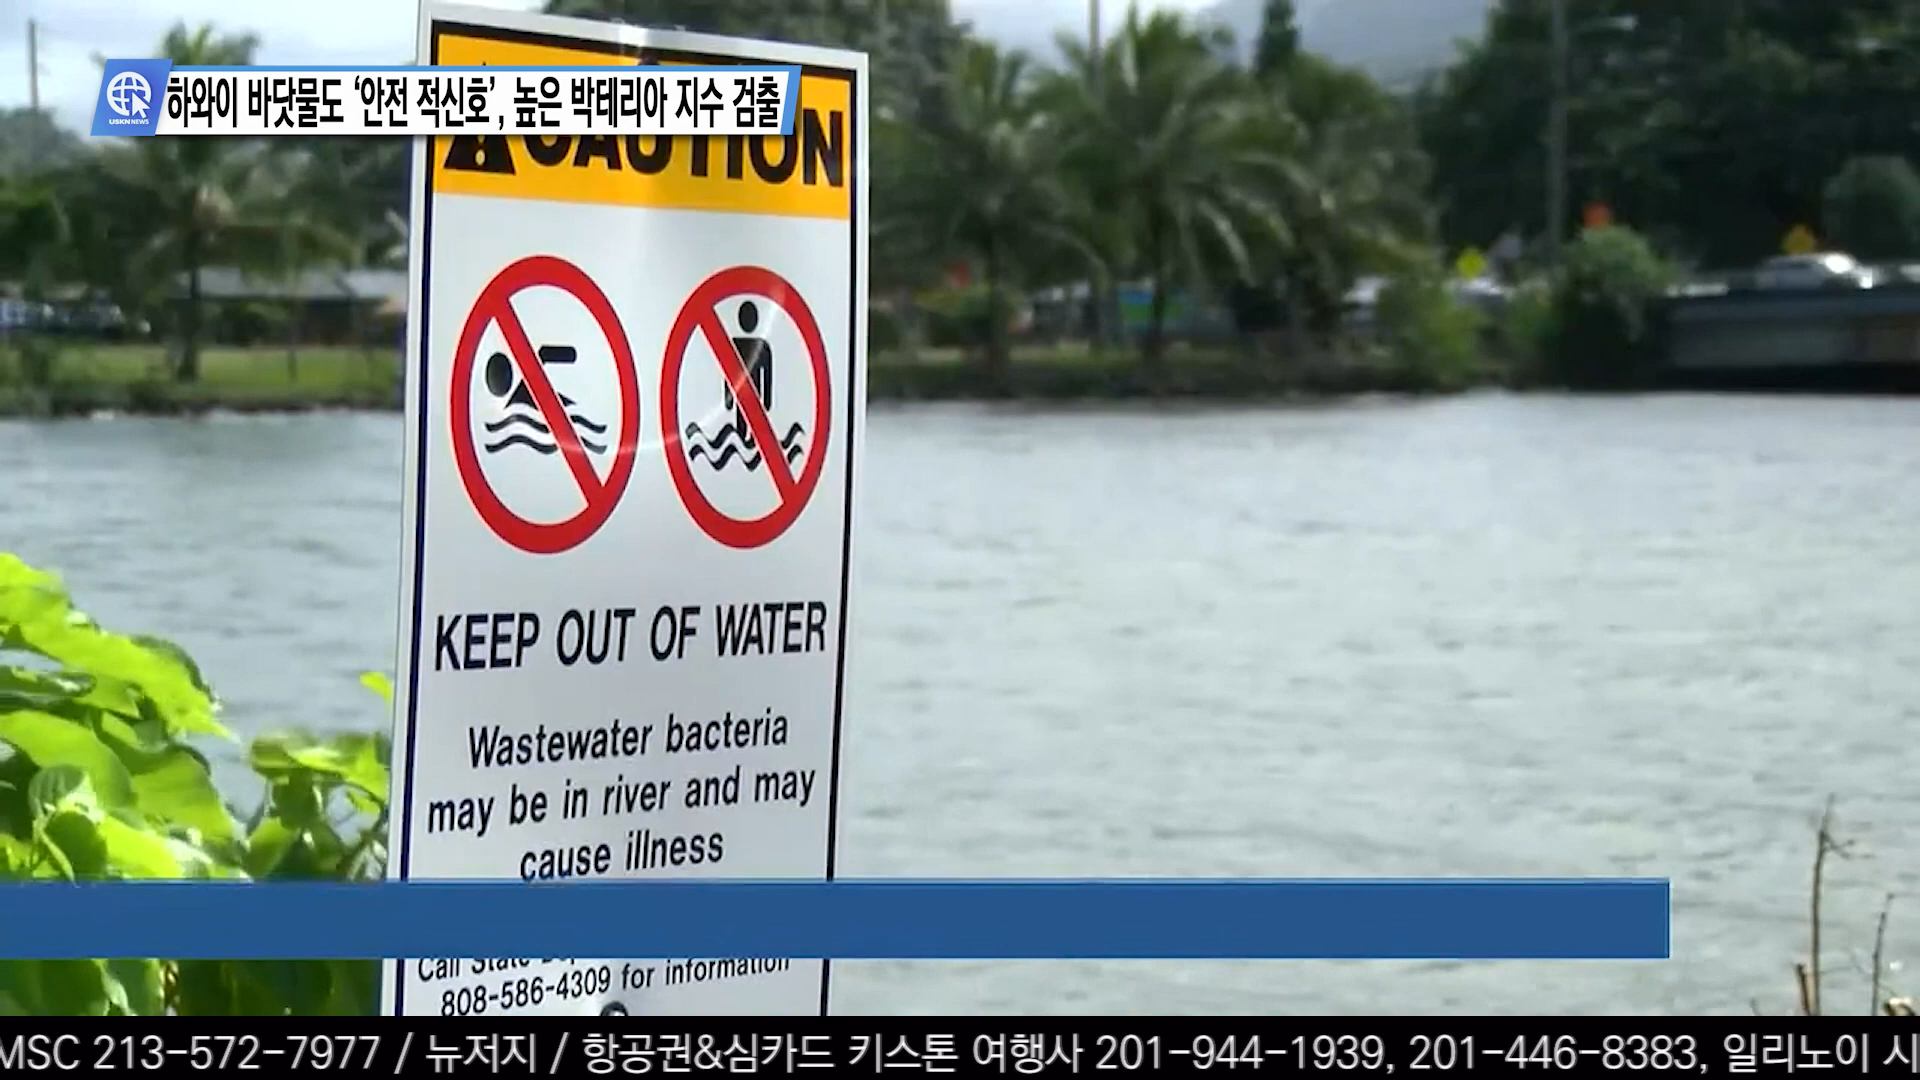 하와이 바닷물도 ‘안전 적신호’, 높은 박테리아 지수 검출
USKN NEWS
CAUTION
KEEP OUT OF WATER
Wastewater bacteria
may be in river and may
cause illness
Call State
808-586-4309 for information
MSC 213-572-7977 / 뉴저지 / 항공권&심카드 키스톤 여행사 201-944-1939, 201-446-8383, 일리노이 시